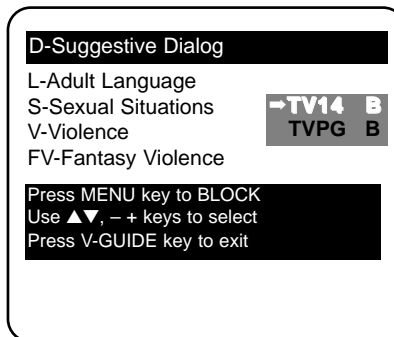 D-Suggestive Dialog
L-Adult Language
S-Sexual Situations
➡TV14 B
V-Violence
TVPG B
FV-Fantasy Violence
Press MENU key to BLOCK
Use ▲▼, – + keys to select
Press V-GUIDE key to exit